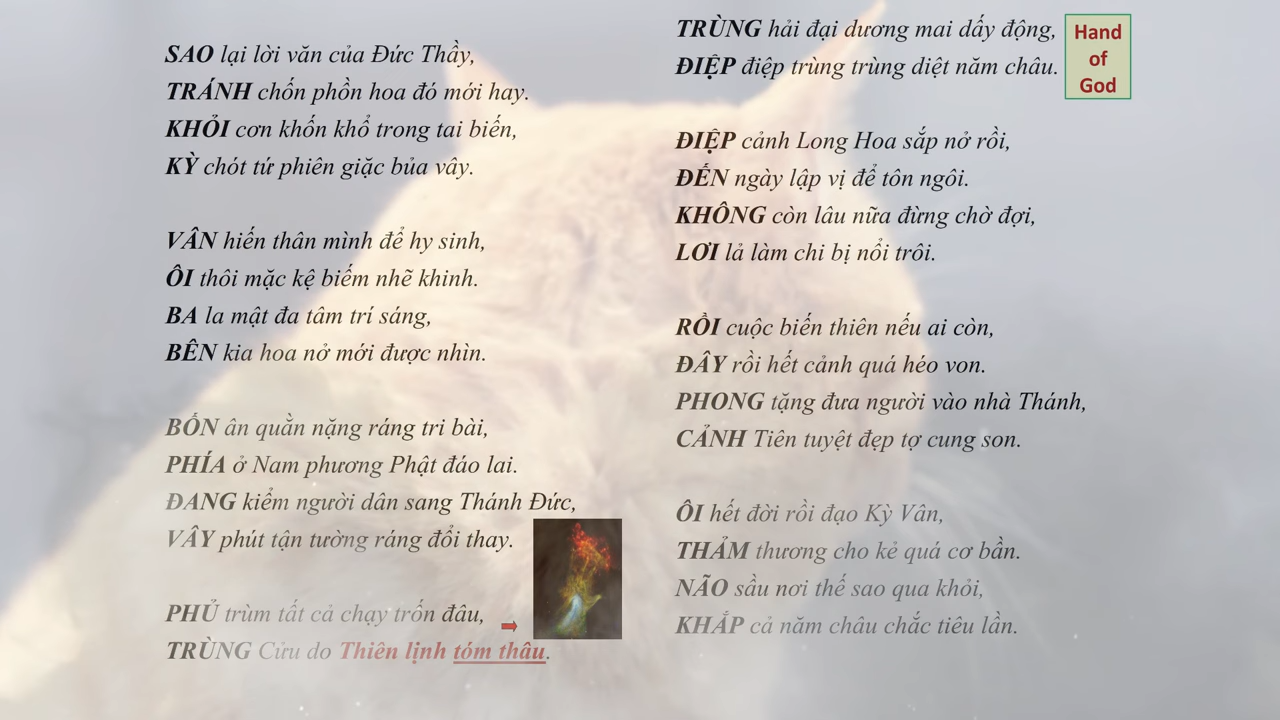 SAO lại lời văn của Đức Thầy,
TRÁNH chốn phồn hoa đó mới hay.
KHỎI cơn khốn khổ trong tai biến,
KỲ chót tứ phiên giặc bủa vây.
VÂN hiến thân mình để hy sinh,
ÔI thôi mặc kệ biếm nhẽ khinh.
BA la mật đa tâm trí sáng,
BÊN kia hoa nở mới được nhìn.
BỐN ân quằn nặng ráng tri bài,
PHÍA ở Nam phương Phật đáo lai.
ĐANG kiểm người dân sang Thánh Đức,
VÂY phút tận tường ráng đổi thay.
PHỦ trùm tất cả chạy trốn đâu,
TRÙNG Cửu do Thiên lịnh tóm thâu.
TRÙNG hải đại dương mai dấy động,
ĐIỆP điệp trùng trùng diệt năm châu.
Hand
of
God
ĐIỆP cảnh Long Hoa sắp nở rồi,
ĐẾN ngày lập vị để tôn ngôi.
KHÔNG còn lâu nữa đừng chờ đợi,
LƠI lả làm chi bị nổi trôi.
RỒI cuộc biến thiên nếu ai còn,
ĐÂY rồi hết cảnh quá héo von.
PHONG tặng đưa người vào nhà Thánh,
CẢNH Tiên tuyệt đẹp tợ cung son.
ÔI hết đời rồi đạo Kỳ Vân,
THẢM thương cho kẻ quá cơ bần.
NÃO sầu nơi thế sao qua khỏi,
KHẮP cả năm châu chắc tiêu lần.